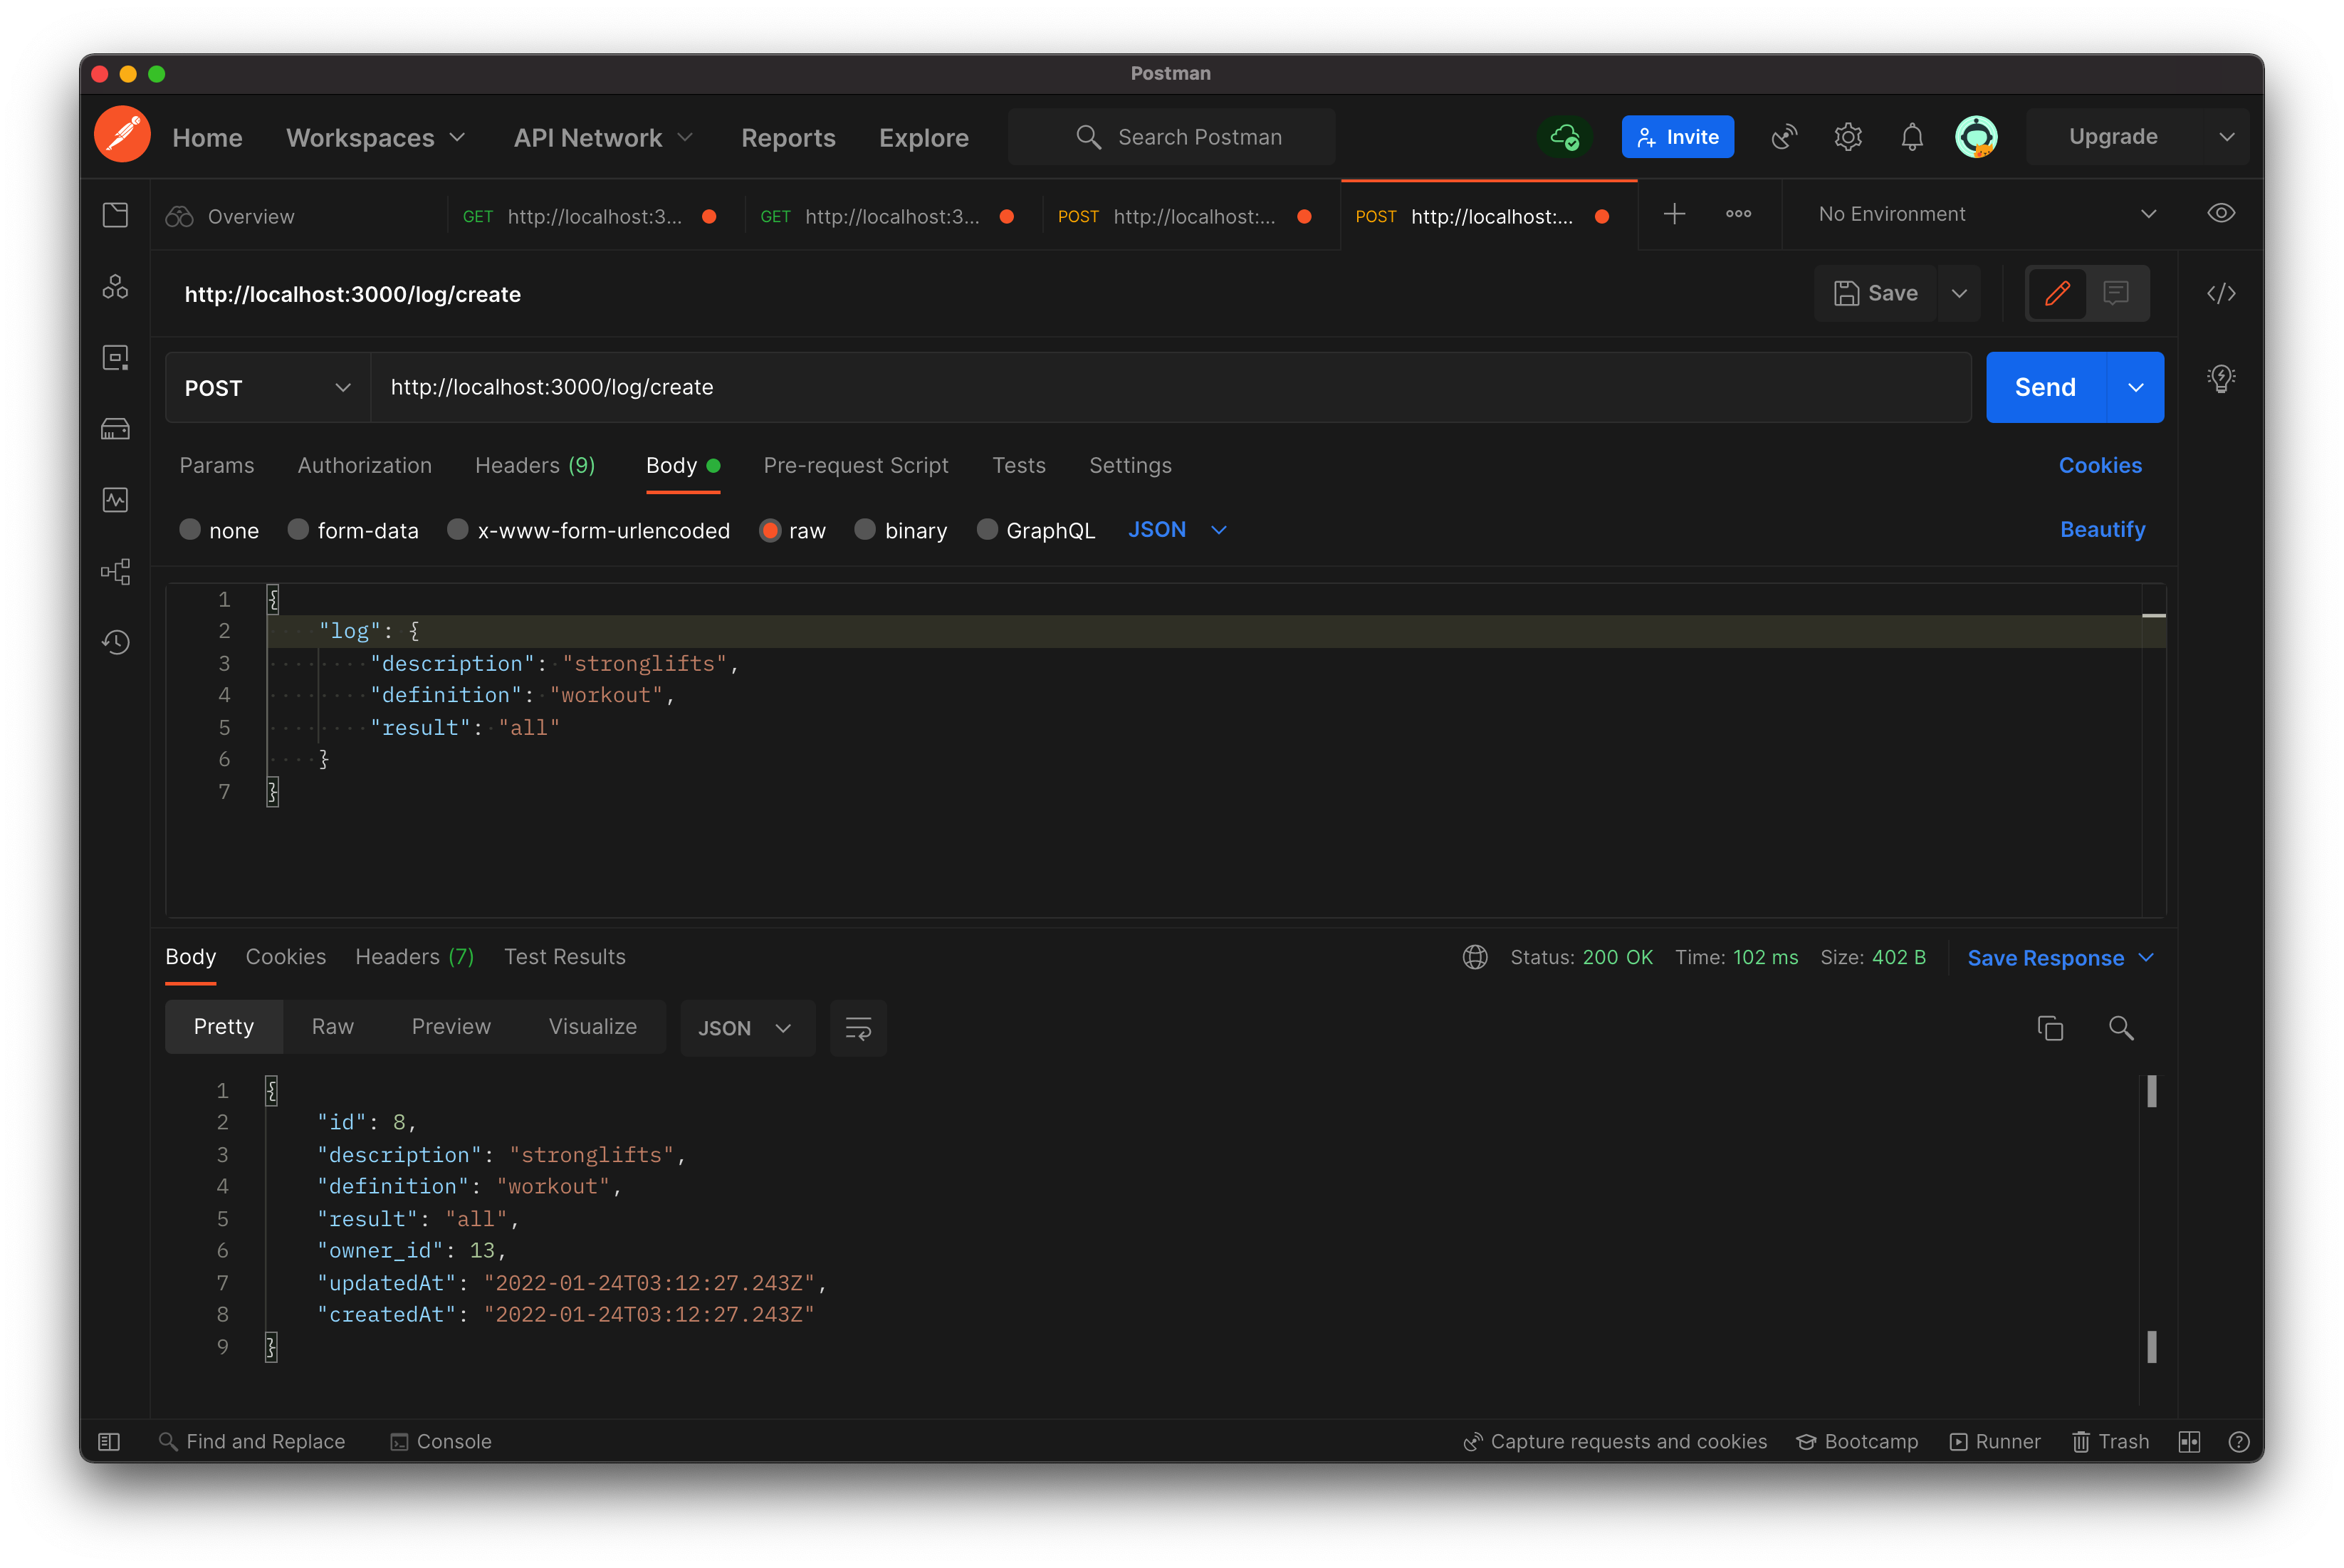 Postman
Home Workspaces API Network Reports Explore Search Postman Invite Upgrade
Overview GET http://localhost:3... GET http://localhost:3... POST http://localhost:... POST http://localhost:... No Environment
http://localhost:3000/log/create Save
POST http://localhost:3000/log/create Send
Params Authorization Headers (9) Body Pre-request Script Tests Settings Cookies
none form-data x-www-form-urlencoded raw binary GraphQL JSON Beautify
1 {
2 "log": {
3 "description": "stronglifts",
4 "definition": "workout",
5 "result": "all"
6 }
7 }
Body Cookies Headers (7) Test Results Status: 200 OK Time: 102 ms Size: 402 B Save Response
Pretty Raw Preview Visualize JSON
1 {
2 "id": 8,
3 "description": "stronglifts",
4 "definition": "workout",
5 "result": "all",
6 "owner_id": 13,
7 "updatedAt": "2022-01-24T03:12:27.243Z",
8 "createdAt": "2022-01-24T03:12:27.243Z"
9 }
Find and Replace Console Capture requests and cookies Bootcamp Runner Trash